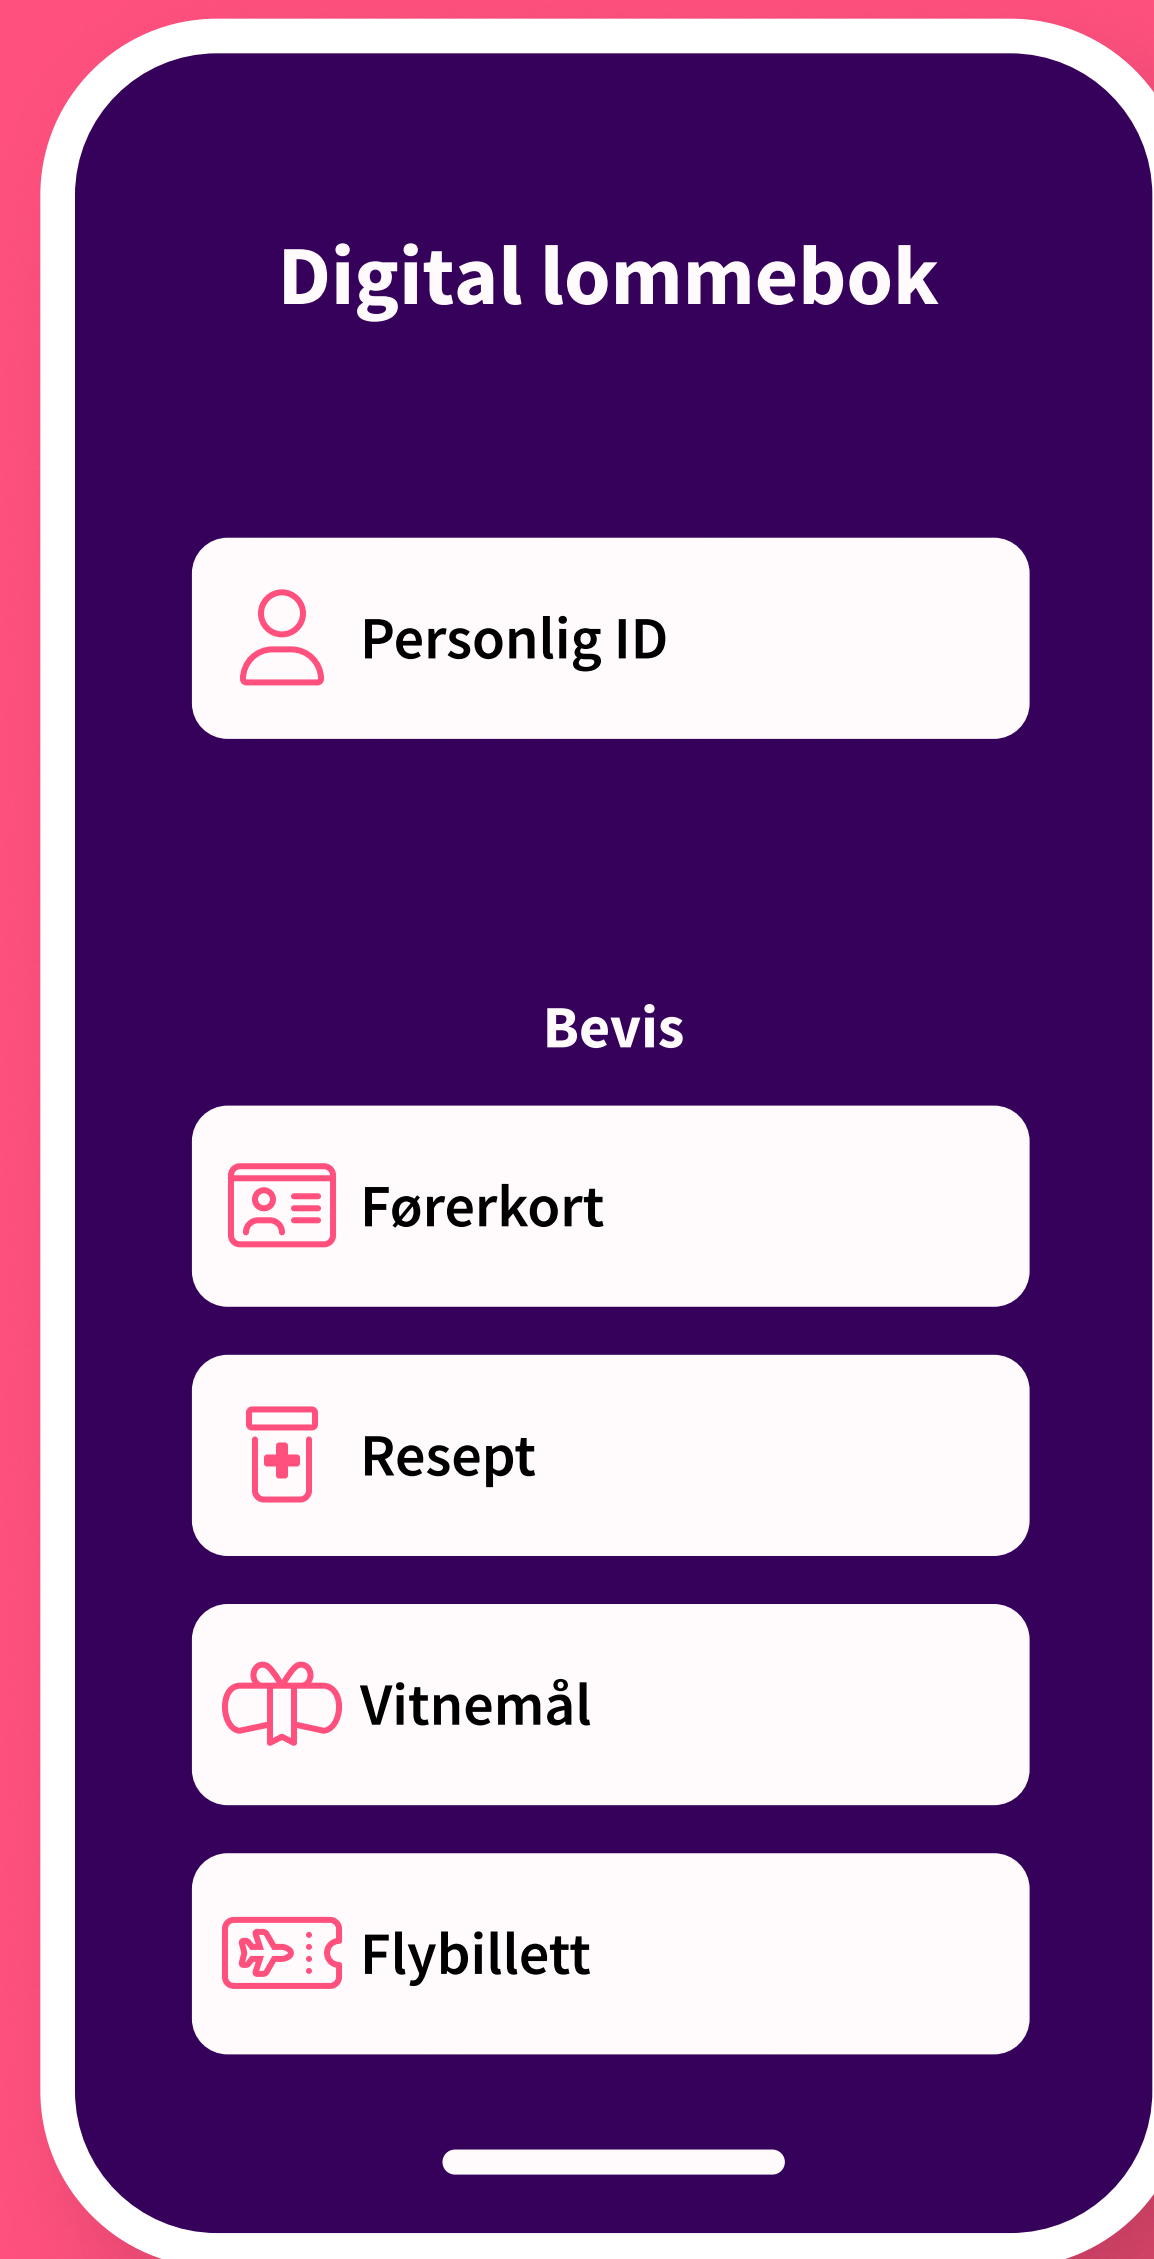 Digital lommebok
Personlig ID
Bevis
Førerkort
Resept
Vitnemål
Flybillett